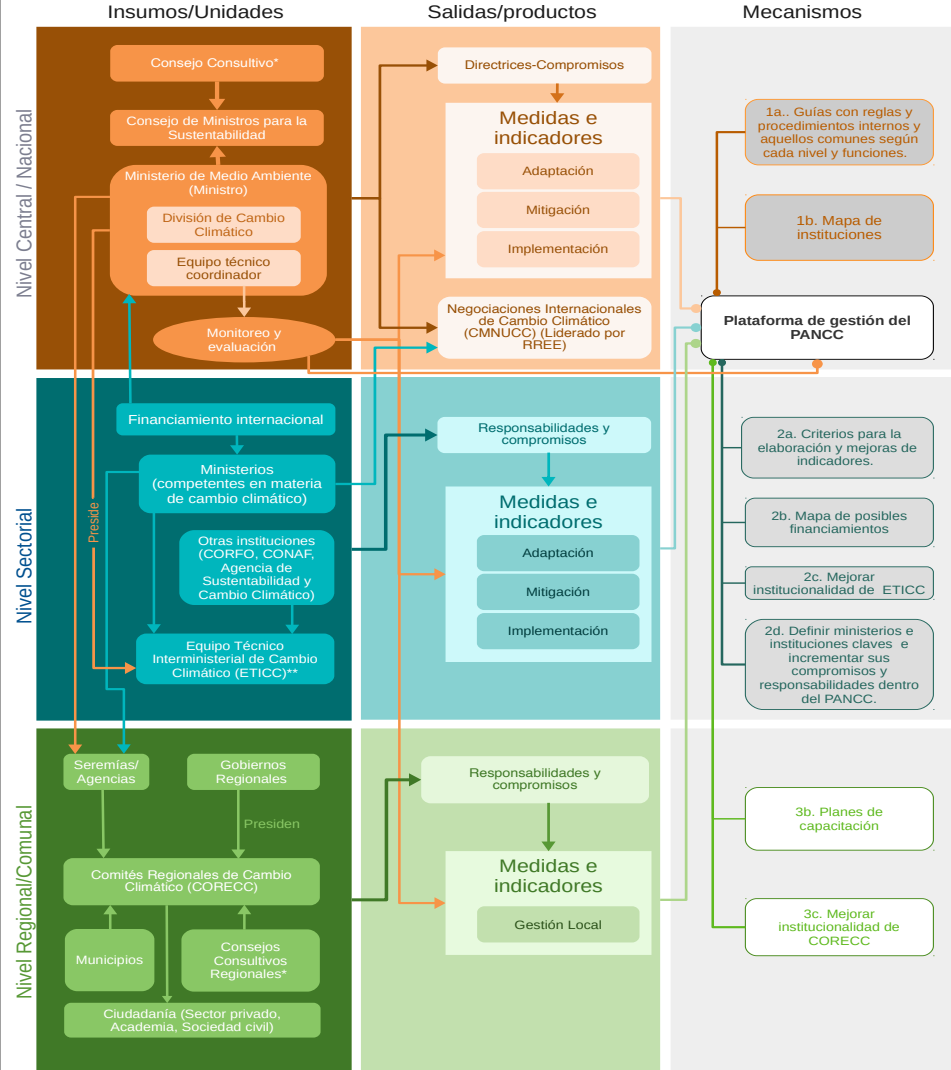 Insumos/Unidades
Salidas/productos
Mecanismos
Nivel Central / Nacional
Consejo Consultivo*
Consejo de Ministros para la
Sustentabilidad
Ministerio de Medio Ambiente
(Ministro)
División de Cambio
Climático
Equipo técnico
coordinador
Monitoreo y
evaluación
Directrices-Compromisos
Medidas e
indicadores
Adaptación
Mitigación
Implementación
Negociaciones Internacionales
de Cambio Climático
(CMNUCC) (Liderado por
RREE)
1a.. Guías con reglas y
procedimientos internos y
aquellos comunes según
cada nivel y funciones.
1b. Mapa de
instituciones
Plataforma de gestión del
PANCC
Nivel Sectorial
Preside
Financiamiento internacional
Ministerios
(competentes en materia
de cambio climático)
Otras instituciones
(CORFO, CONAF,
Agencia de
Sustentabilidad y
Cambio Climático)
Equipo Técnico
Interministerial de Cambio
Climático (ETICC)**
Responsabilidades y
compromisos
Medidas e
indicadores
Adaptación
Mitigación
Implementación
2a. Criterios para la
elaboración y mejoras de
indicadores.
2b. Mapa de posibles
financiamientos
2c. Mejorar
institucionalidad de ETICC
2d. Definir ministerios e
instituciones claves e
incrementar sus
compromisos y
responsabilidades dentro
del PANCC.
Nivel Regional/Comunal
Seremías/
Agencias
Gobiernos
Regionales
Presiden
Comités Regionales de Cambio
Climático (CORECC)
Municipios
Consejos
Consultivos
Regionales*
Ciudadanía (Sector privado,
Academia, Sociedad civil)
Responsabilidades y
compromisos
Medidas e
indicadores
Gestión Local
3b. Planes de
capacitación
3c. Mejorar
institucionalidad de
CORECC